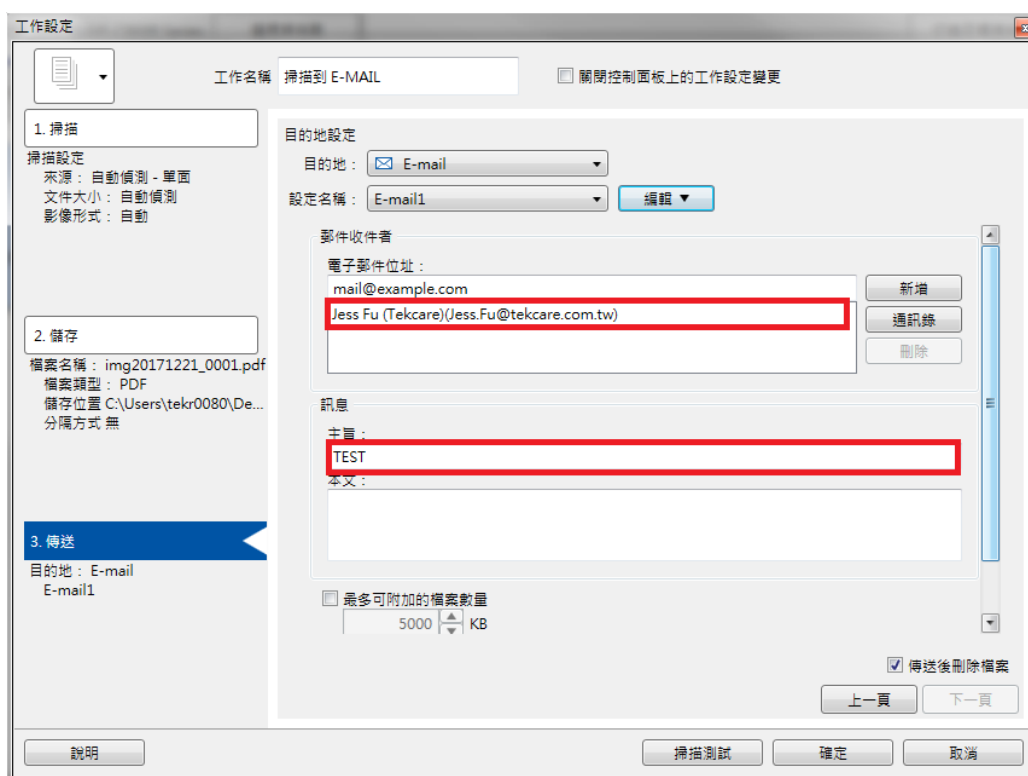 工作設定
工作名稱 掃描到 E-MAIL
關閉控制面板上的工作設定變更
1. 掃描
掃描設定
來源： 自動偵測 - 單面
文件大小： 自動偵測
影像形式： 自動
2. 儲存
檔案名稱： img20171221_0001.pdf
檔案類型： PDF
儲存位置 C:\Users\tekr0080\De...
分隔方式 無
3. 傳送
目的地： E-mail
E-mail1
目的地設定
目的地： E-mail
設定名稱： E-mail1 編輯 ▼
郵件收件者
電子郵件位址：
mail@example.com 新增
Jess Fu (Tekcare)(Jess.Fu@tekcare.com.tw) 通訊錄
刪除
訊息
主旨：
TEST
本文：
最多可附加的檔案數量
5000 KB
傳送後刪除檔案
上一頁 下一頁
說明 掃描測試 確定 取消